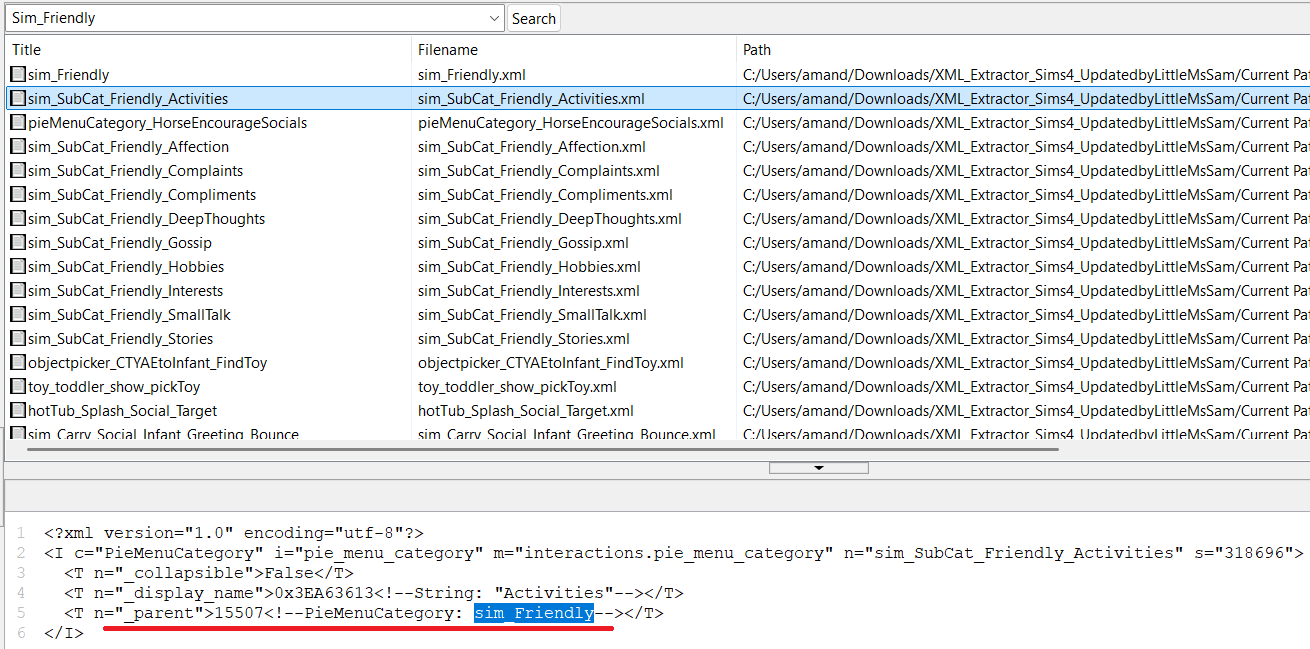 Sim_Friendly Search
Title Filename Path
sim_Friendly sim_Friendly.xml C:/Users/amand/Downloads/XML_Extractor_Sims4_UpdatedbyLittleMsSam/Current Pat
sim_SubCat_Friendly_Activities sim_SubCat_Friendly_Activities.xml C:/Users/amand/Downloads/XML_Extractor_Sims4_UpdatedbyLittleMsSam/Current Pat
pieMenuCategory_HorseEncourageSocials pieMenuCategory_HorseEncourageSocials.xml C:/Users/amand/Downloads/XML_Extractor_Sims4_UpdatedbyLittleMsSam/Current Pat
sim_SubCat_Friendly_Affection sim_SubCat_Friendly_Affection.xml C:/Users/amand/Downloads/XML_Extractor_Sims4_UpdatedbyLittleMsSam/Current Pat
sim_SubCat_Friendly_Complaints sim_SubCat_Friendly_Complaints.xml C:/Users/amand/Downloads/XML_Extractor_Sims4_UpdatedbyLittleMsSam/Current Pat
sim_SubCat_Friendly_Compliments sim_SubCat_Friendly_Compliments.xml C:/Users/amand/Downloads/XML_Extractor_Sims4_UpdatedbyLittleMsSam/Current Pat
sim_SubCat_Friendly_DeepThoughts sim_SubCat_Friendly_DeepThoughts.xml C:/Users/amand/Downloads/XML_Extractor_Sims4_UpdatedbyLittleMsSam/Current Pat
sim_SubCat_Friendly_Gossip sim_SubCat_Friendly_Gossip.xml C:/Users/amand/Downloads/XML_Extractor_Sims4_UpdatedbyLittleMsSam/Current Pat
sim_SubCat_Friendly_Hobbies sim_SubCat_Friendly_Hobbies.xml C:/Users/amand/Downloads/XML_Extractor_Sims4_UpdatedbyLittleMsSam/Current Pat
sim_SubCat_Friendly_Interests sim_SubCat_Friendly_Interests.xml C:/Users/amand/Downloads/XML_Extractor_Sims4_UpdatedbyLittleMsSam/Current Pat
sim_SubCat_Friendly_SmallTalk sim_SubCat_Friendly_SmallTalk.xml C:/Users/amand/Downloads/XML_Extractor_Sims4_UpdatedbyLittleMsSam/Current Pat
sim_SubCat_Friendly_Stories sim_SubCat_Friendly_Stories.xml C:/Users/amand/Downloads/XML_Extractor_Sims4_UpdatedbyLittleMsSam/Current Pat
objectpicker_CTYAEtoInfant_FindToy objectpicker_CTYAEtoInfant_FindToy.xml C:/Users/amand/Downloads/XML_Extractor_Sims4_UpdatedbyLittleMsSam/Current Pat
toy_toddler_show_pickToy toy_toddler_show_pickToy.xml C:/Users/amand/Downloads/XML_Extractor_Sims4_UpdatedbyLittleMsSam/Current Pat
hotTub_Splash_Social_Target hotTub_Splash_Social_Target.xml C:/Users/amand/Downloads/XML_Extractor_Sims4_UpdatedbyLittleMsSam/Current Pat
sim_Carry_Social_Infant_Greeting_Bounce sim_Carry_Social_Infant_Greeting_Bounce.xml C:/Users/amand/Downloads/XML_Extractor_Sims4_UpdatedbyLittleMsSam/Current Pat
1 <?xml version="1.0" encoding="utf-8"?>
2 <I c="PieMenuCategory" i="pie_menu_category" m="interactions.pie_menu_category" n="sim_SubCat_Friendly_Activities" s="318696">
3 <T n="_collapsible">False</T>
4 <T n="_display_name">0x3EA63613<!--String: "Activities"--></T>
5 <T n="_parent">15507<!--PieMenuCategory: sim_Friendly--></T>
6 </I>